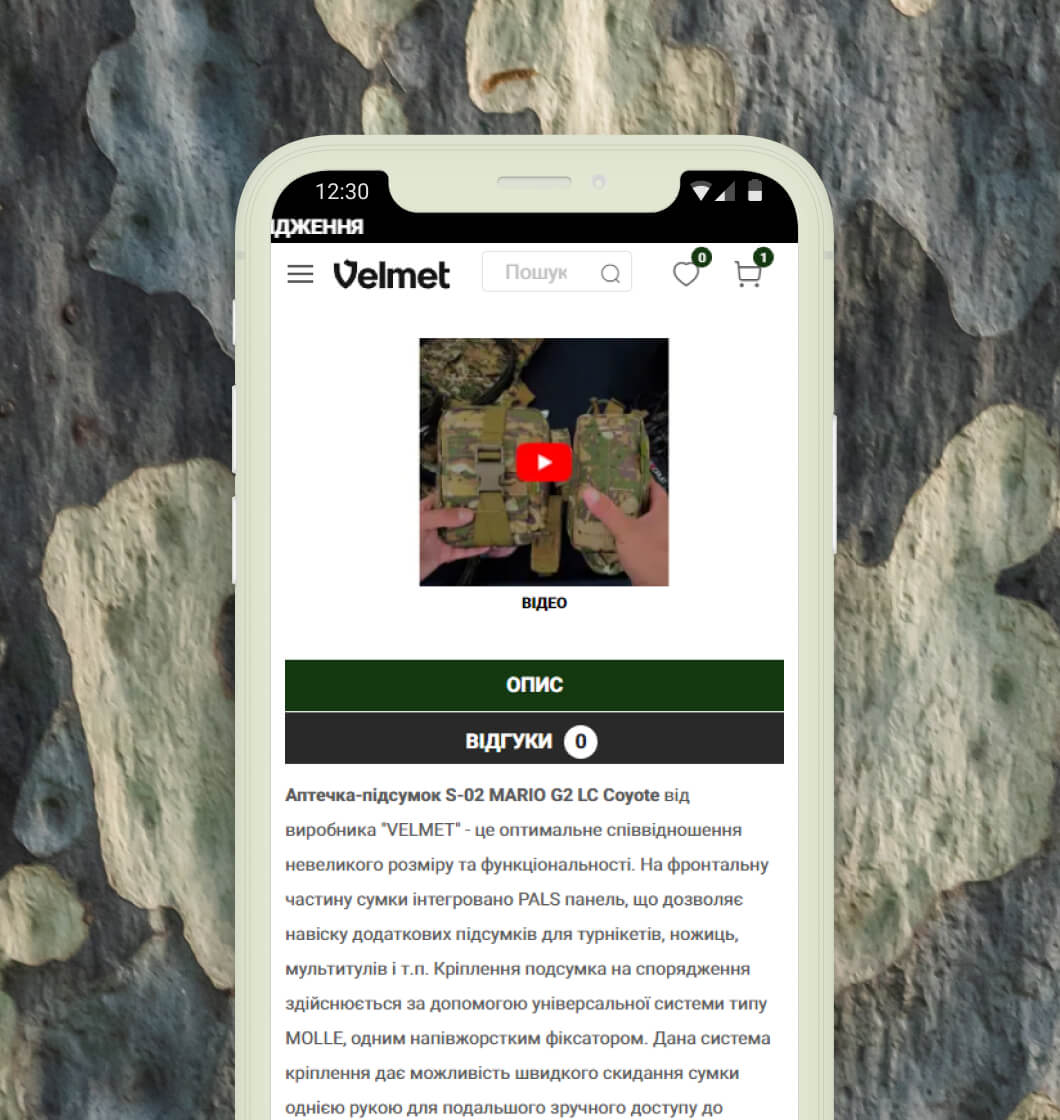 12:30
ДЖЕННЯ
Velmet
Пошук
0
1
ВІДЕО
ОПИС
ВІДГУКИ 0
Аптечка-підсумок S-02 MARIO G2 LC Coyote від
виробника "VELMET" - це оптимальне співвідношення
невеликого розміру та функціональності. На фронтальну
частину сумки інтегровано PALS панель, що дозволяє
навіску додаткових підсумків для турнікетів, ножиць,
мультитулів і т.п. Кріплення подсумка на спорядження
здійснюється за допомогою універсальної системи типу
MOLLE, одним напівжорстким фіксатором. Дана система
кріплення дає можливість швидкого скидання сумки
однією рукою для подальшого зручного доступу до